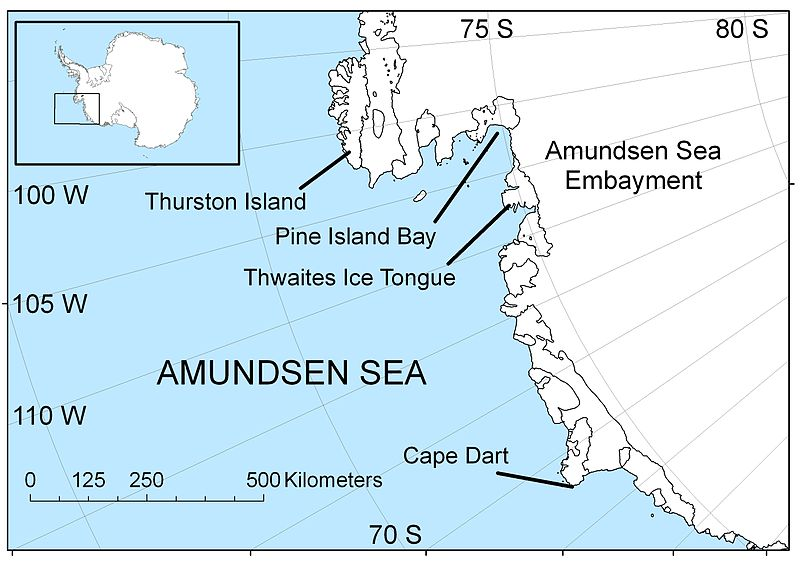 75 S
80 S
Amundsen Sea
Embayment
100 W
Thurston Island
Pine Island Bay
Thwaites Ice Tongue
105 W
AMUNDSEN SEA
110 W
Cape Dart
0 125 250 500 Kilometers
70 S